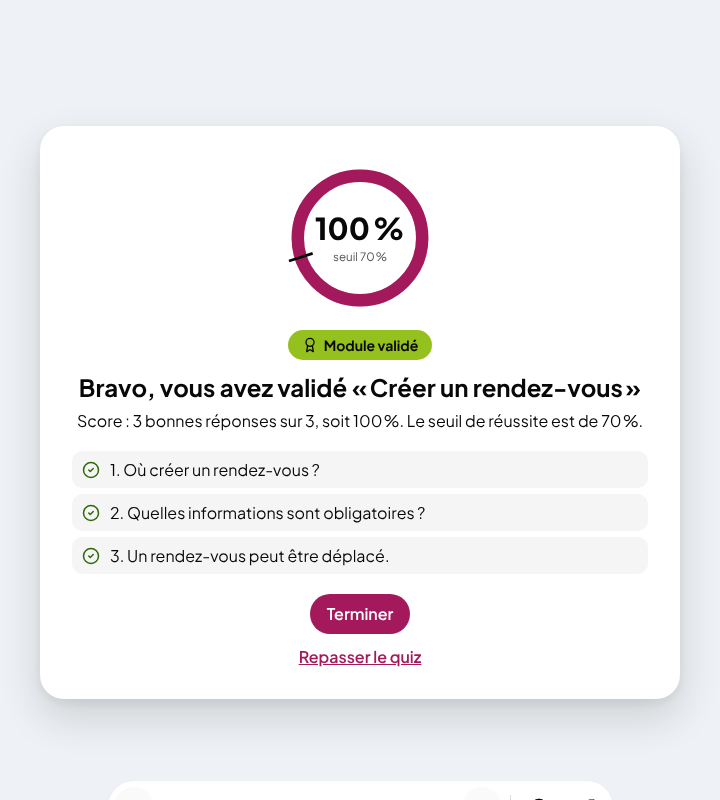 100 %
seuil 70 %
Module validé
Bravo, vous avez validé « Créer un rendez-vous »
Score : 3 bonnes réponses sur 3, soit 100 %. Le seuil de réussite est de 70 %.
1. Où créer un rendez-vous ?
2. Quelles informations sont obligatoires ?
3. Un rendez-vous peut être déplacé.
Terminer
Repasser le quiz